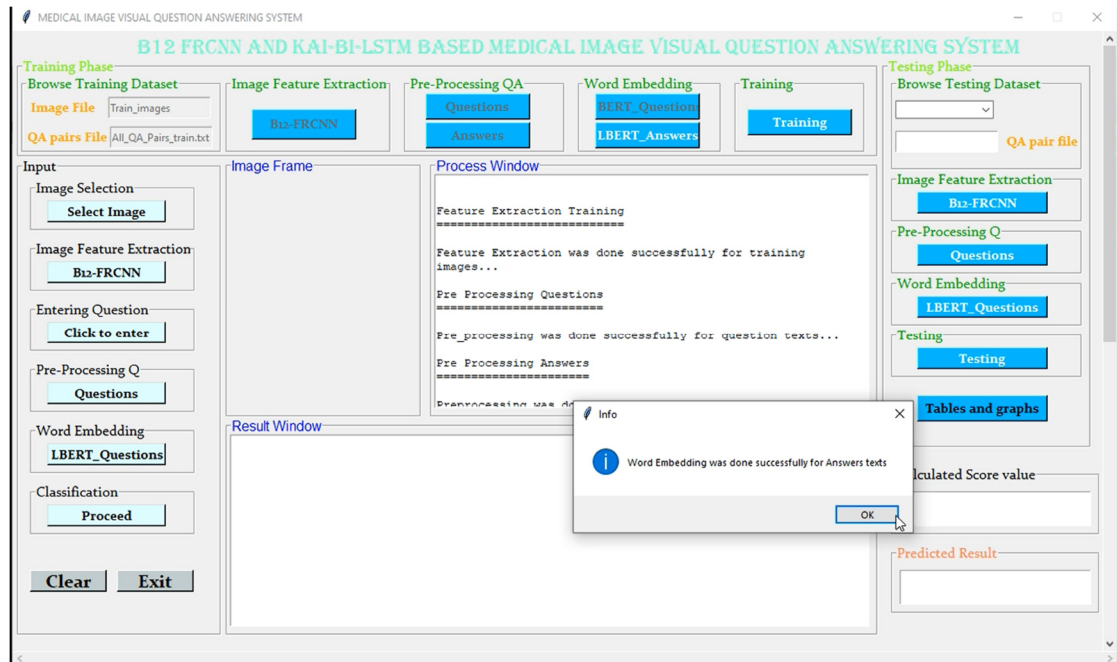 MEDICAL IMAGE VISUAL QUESTION ANSWERING SYSTEM
B12 FRCNN AND KAI-BI-LSTM BASED MEDICAL IMAGE VISUAL QUESTION ANSWERING SYSTEM
Training Phase
Browse Training Dataset
Image File Train_images
QA pairs File All_QA_Pairs_train.txt
Image Feature Extraction
B12-FRCNN
Pre-Processing QA
Questions
Answers
Word Embedding
BERT_Question
LBERT_Answers
Training
Training
Testing Phase
Browse Testing Dataset
QA pair file
Image Feature Extraction
B12-FRCNN
Pre-Processing Q
Questions
Word Embedding
LBERT_Questions
Testing
Testing
Tables and graphs
Input
Image Selection
Select Image
Image Feature Extraction
B12-FRCNN
Entering Question
Click to enter
Pre-Processing Q
Questions
Word Embedding
LBERT_Questions
Classification
Proceed
Clear Exit
Image Frame
Process Window
Feature Extraction Training
===========================
Feature Extraction was done successfully for training
images...
Pre Processing Questions
========================
Pre_processing was done successfully for question texts...
Pre Processing Answers
======================
Preprocessing was do
Result Window
Info
Word Embedding was done successfully for Answers texts
OK
lculated Score value
Predicted Result